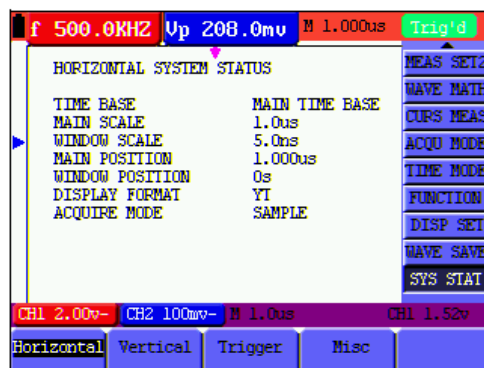 f 500.0KHZ Vp 208.0mv M 1.000us Trig'd
HORIZONTAL SYSTEM STATUS
TIME BASE MAIN TIME BASE
MAIN SCALE 1.0us
WINDOW SCALE 5.0ns
MAIN POSITION 1.000us
WINDOW POSITION 0s
DISPLAY FORMAT YT
ACQUIRE MODE SAMPLE
MEAS SET2
WAVE MATH
CURS MEAS
ACQU MODE
TIME MODE
FUNCTION
DISP SET
WAVE SAVE
SYS STAT
CH1 2.00v- CH2 100mv- M 1.0us CH1 1.52v
Horizontal Vertical Trigger Misc